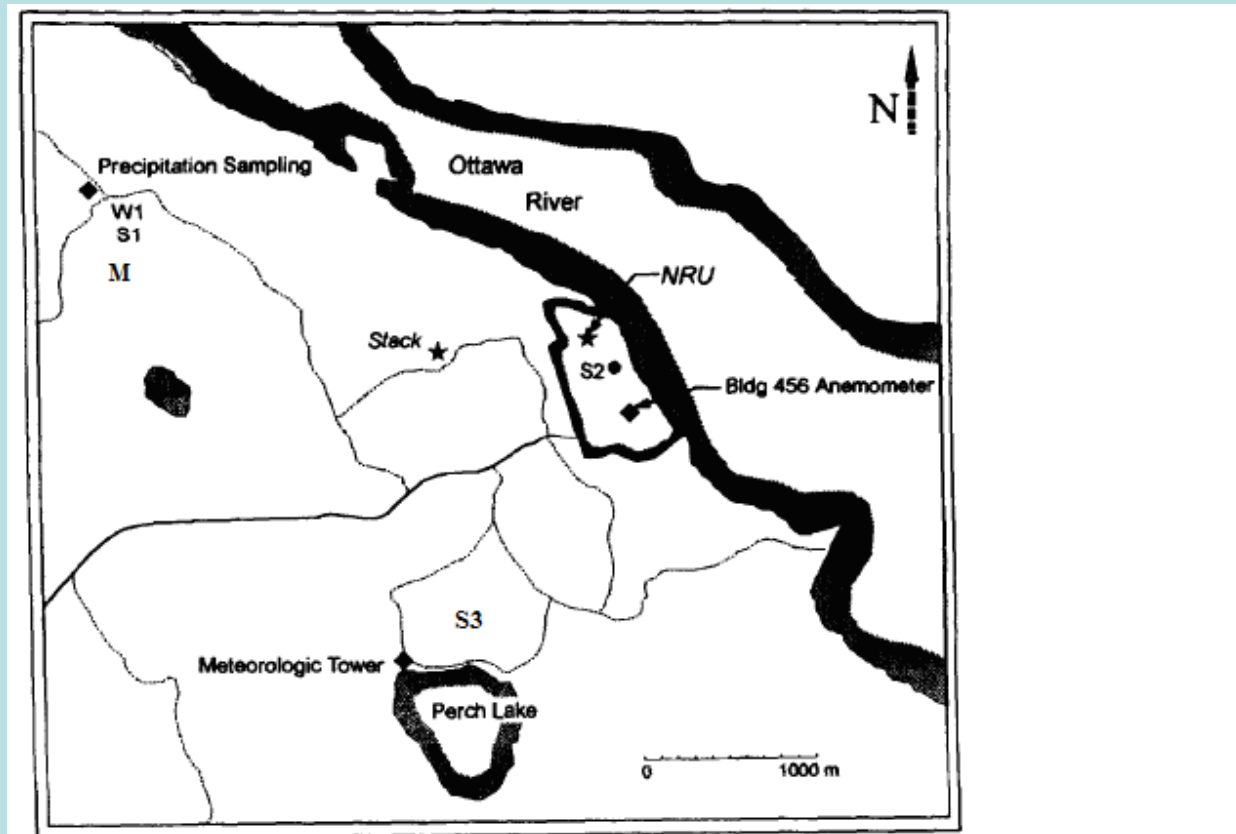 N
Precipitation Sampling
Ottawa
River
W1
S1
M
NRU
Stack
S2
Bldg 456 Anemometer
S3
Meteorologic Tower
Perch Lake
0 1000 m